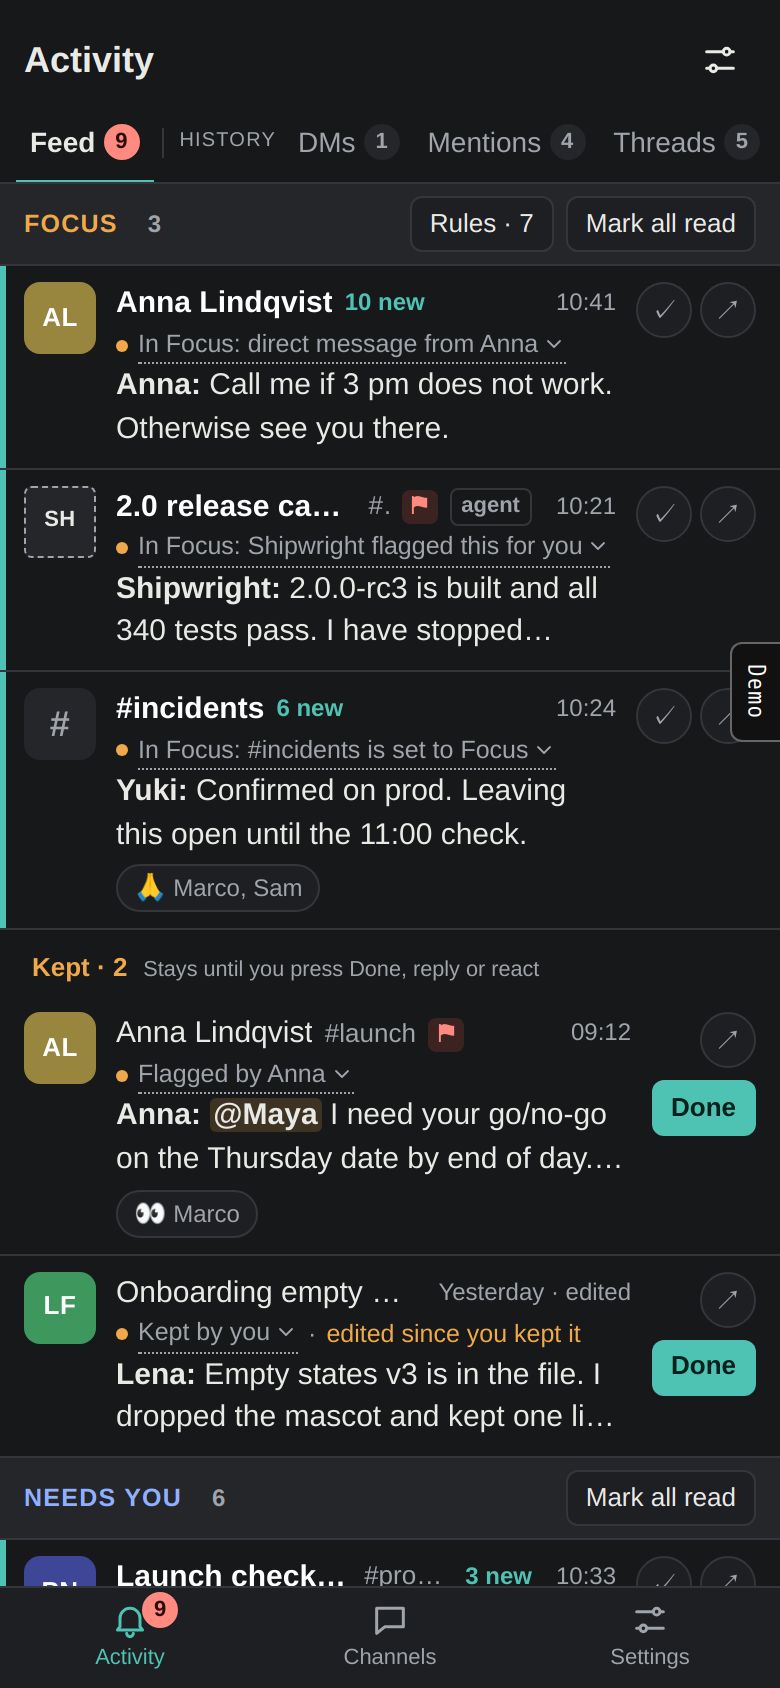 Activity
Feed 9 HISTORY DMs 1 Mentions 4 Threads 5
FOCUS 3 Rules · 7 Mark all read
AL Anna Lindqvist 10 new 10:41
In Focus: direct message from Anna
Anna: Call me if 3 pm does not work.
Otherwise see you there.
SH 2.0 release ca… #. agent 10:21
In Focus: Shipwright flagged this for you
Shipwright: 2.0.0-rc3 is built and all
340 tests pass. I have stopped…
Demo
# #incidents 6 new 10:24
In Focus: #incidents is set to Focus
Yuki: Confirmed on prod. Leaving
this open until the 11:00 check.
🙏 Marco, Sam
Kept · 2 Stays until you press Done, reply or react
AL Anna Lindqvist #launch 09:12
Flagged by Anna
Done
Anna: @Maya I need your go/no-go
on the Thursday date by end of day.…
👀 Marco
LF Onboarding empty … Yesterday · edited
Kept by you · edited since you kept it
Done
Lena: Empty states v3 is in the file. I
dropped the mascot and kept one li…
NEEDS YOU 6 Mark all read
Launch check… #pro… 3 new 10:33
9
Activity Channels Settings